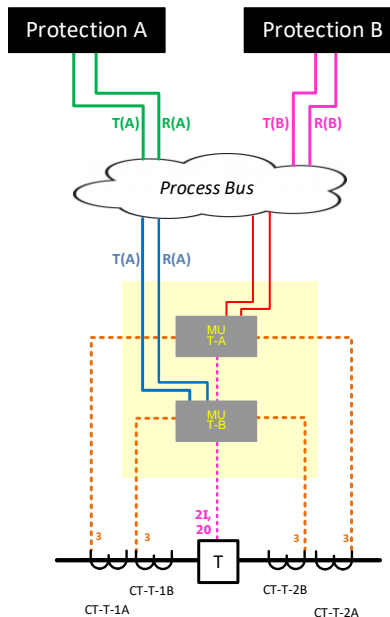 Protection A
Protection B
T(A)
R(A)
T(B)
R(B)
Process Bus
T(A)
R(A)
MU
T-A
MU
T-B
2I,
20
3
3
3
3
T
CT-T-1B
CT-T-2B
CT-T-1A
CT-T-2A